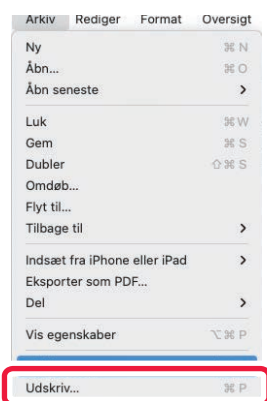 Arkiv Rediger Format Oversigt
Ny ⌘ N
Åbn... ⌘ O
Åbn seneste >
Luk ⌘ W
Gem ⌘ S
Dubler ⇧ ⌘ S
Omdøb...
Flyt til...
Tilbage til >
Indsæt fra iPhone eller iPad >
Eksporter som PDF...
Del >
Vis egenskaber ⌥ ⌘ P
Udskriv... ⌘ P